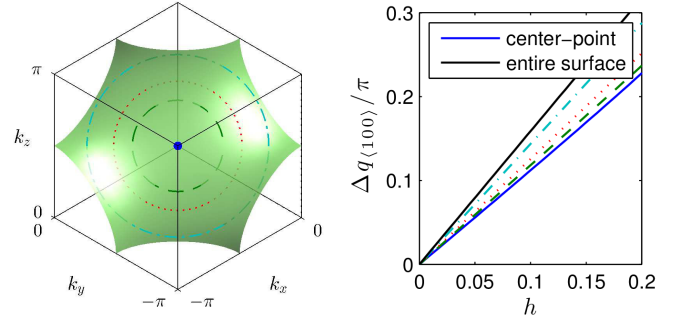 π
k_z
0
0
k_y
−π
−π
k_x
0
Δq⟨100⟩/π
0.3
0.2
0.1
0
center−point
entire surface
0
0.05
0.1
0.15
0.2
h